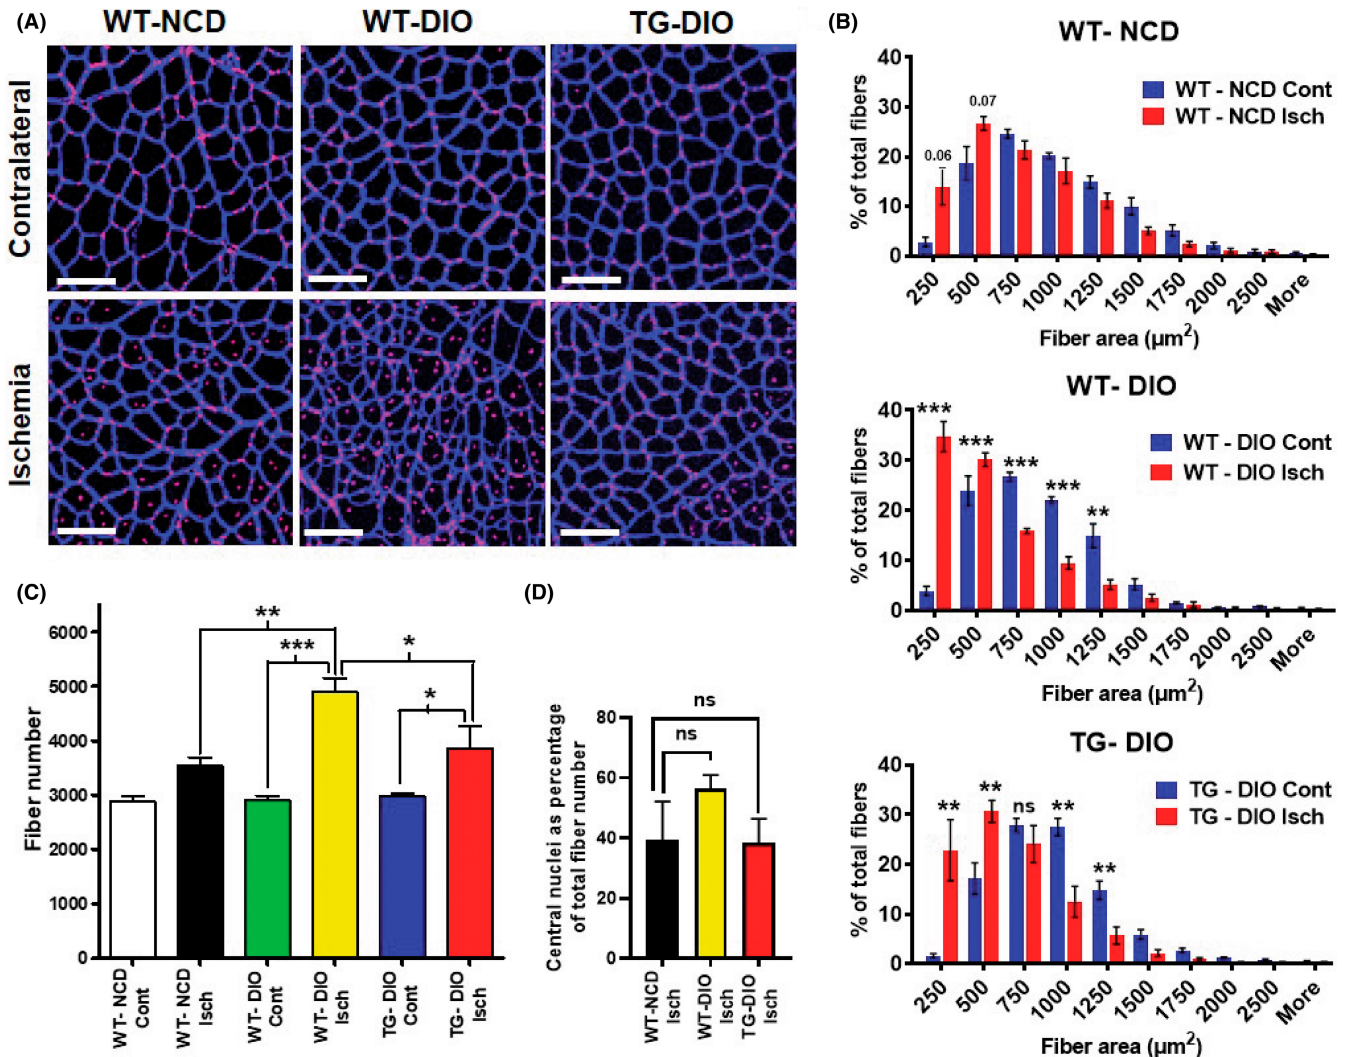 (A)
WT-NCD
WT-DIO
TG-DIO
Contralateral
Ischemia
(B)
WT- NCD
WT - NCD Cont
WT - NCD Isch
% of total fibers
40
30
20
10
0
0.06
0.07
250
500
750
1000
1250
1500
1750
2000
2500
More
Fiber area (µm²)
WT- DIO
WT - DIO Cont
WT - DIO Isch
% of total fibers
40
30
20
10
0
***
***
***
***
**
250
500
750
1000
1250
1500
1750
2000
2500
More
Fiber area (µm²)
TG- DIO
TG - DIO Cont
TG - DIO Isch
% of total fibers
40
30
20
10
0
**
**
ns
**
**
250
500
750
1000
1250
1500
1750
2000
2500
More
Fiber area (µm²)
(C)
Fiber number
6000
5000
4000
3000
2000
1000
0
**
***
*
*
WT- NCD
Cont
WT- NCD
Isch
WT- DIO
Cont
WT- DIO
Isch
TG- DIO
Cont
TG- DIO
Isch
(D)
Central nuclei as percentage
of total fiber number
80
60
40
20
0
ns
ns
WT-NCD
Isch
WT-DIO
Isch
TG-DIO
Isch